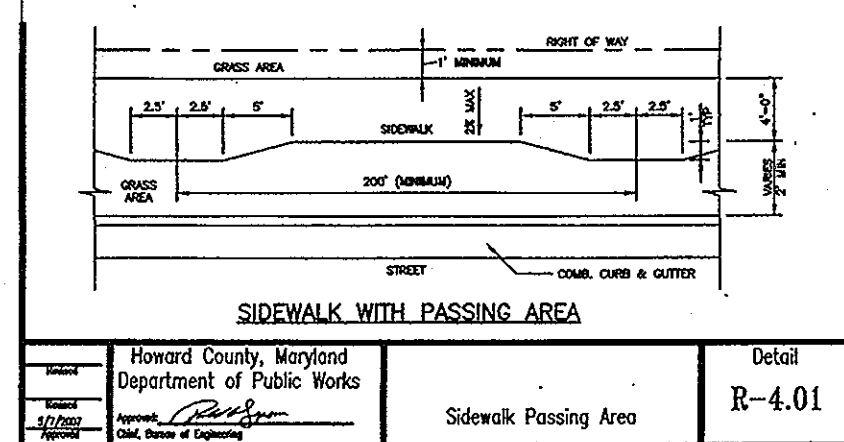 RIGHT OF WAY
1' MINIMUM
GRASS AREA
2.5' 2.5' 5' 2% MAX 5' 2.5' 2.5' 1' TYP 4'-0"
SIDEWALK
GRASS AREA
200' (MINIMUM)
VARIES 2' MIN
STREET
COMB. CURB & GUTTER
SIDEWALK WITH PASSING AREA
Revised
Revised
5/7/2007
Approved
Howard County, Maryland
Department of Public Works
Approved:
Chief, Bureau of Engineering
Sidewalk Passing Area
Detail
R-4.01